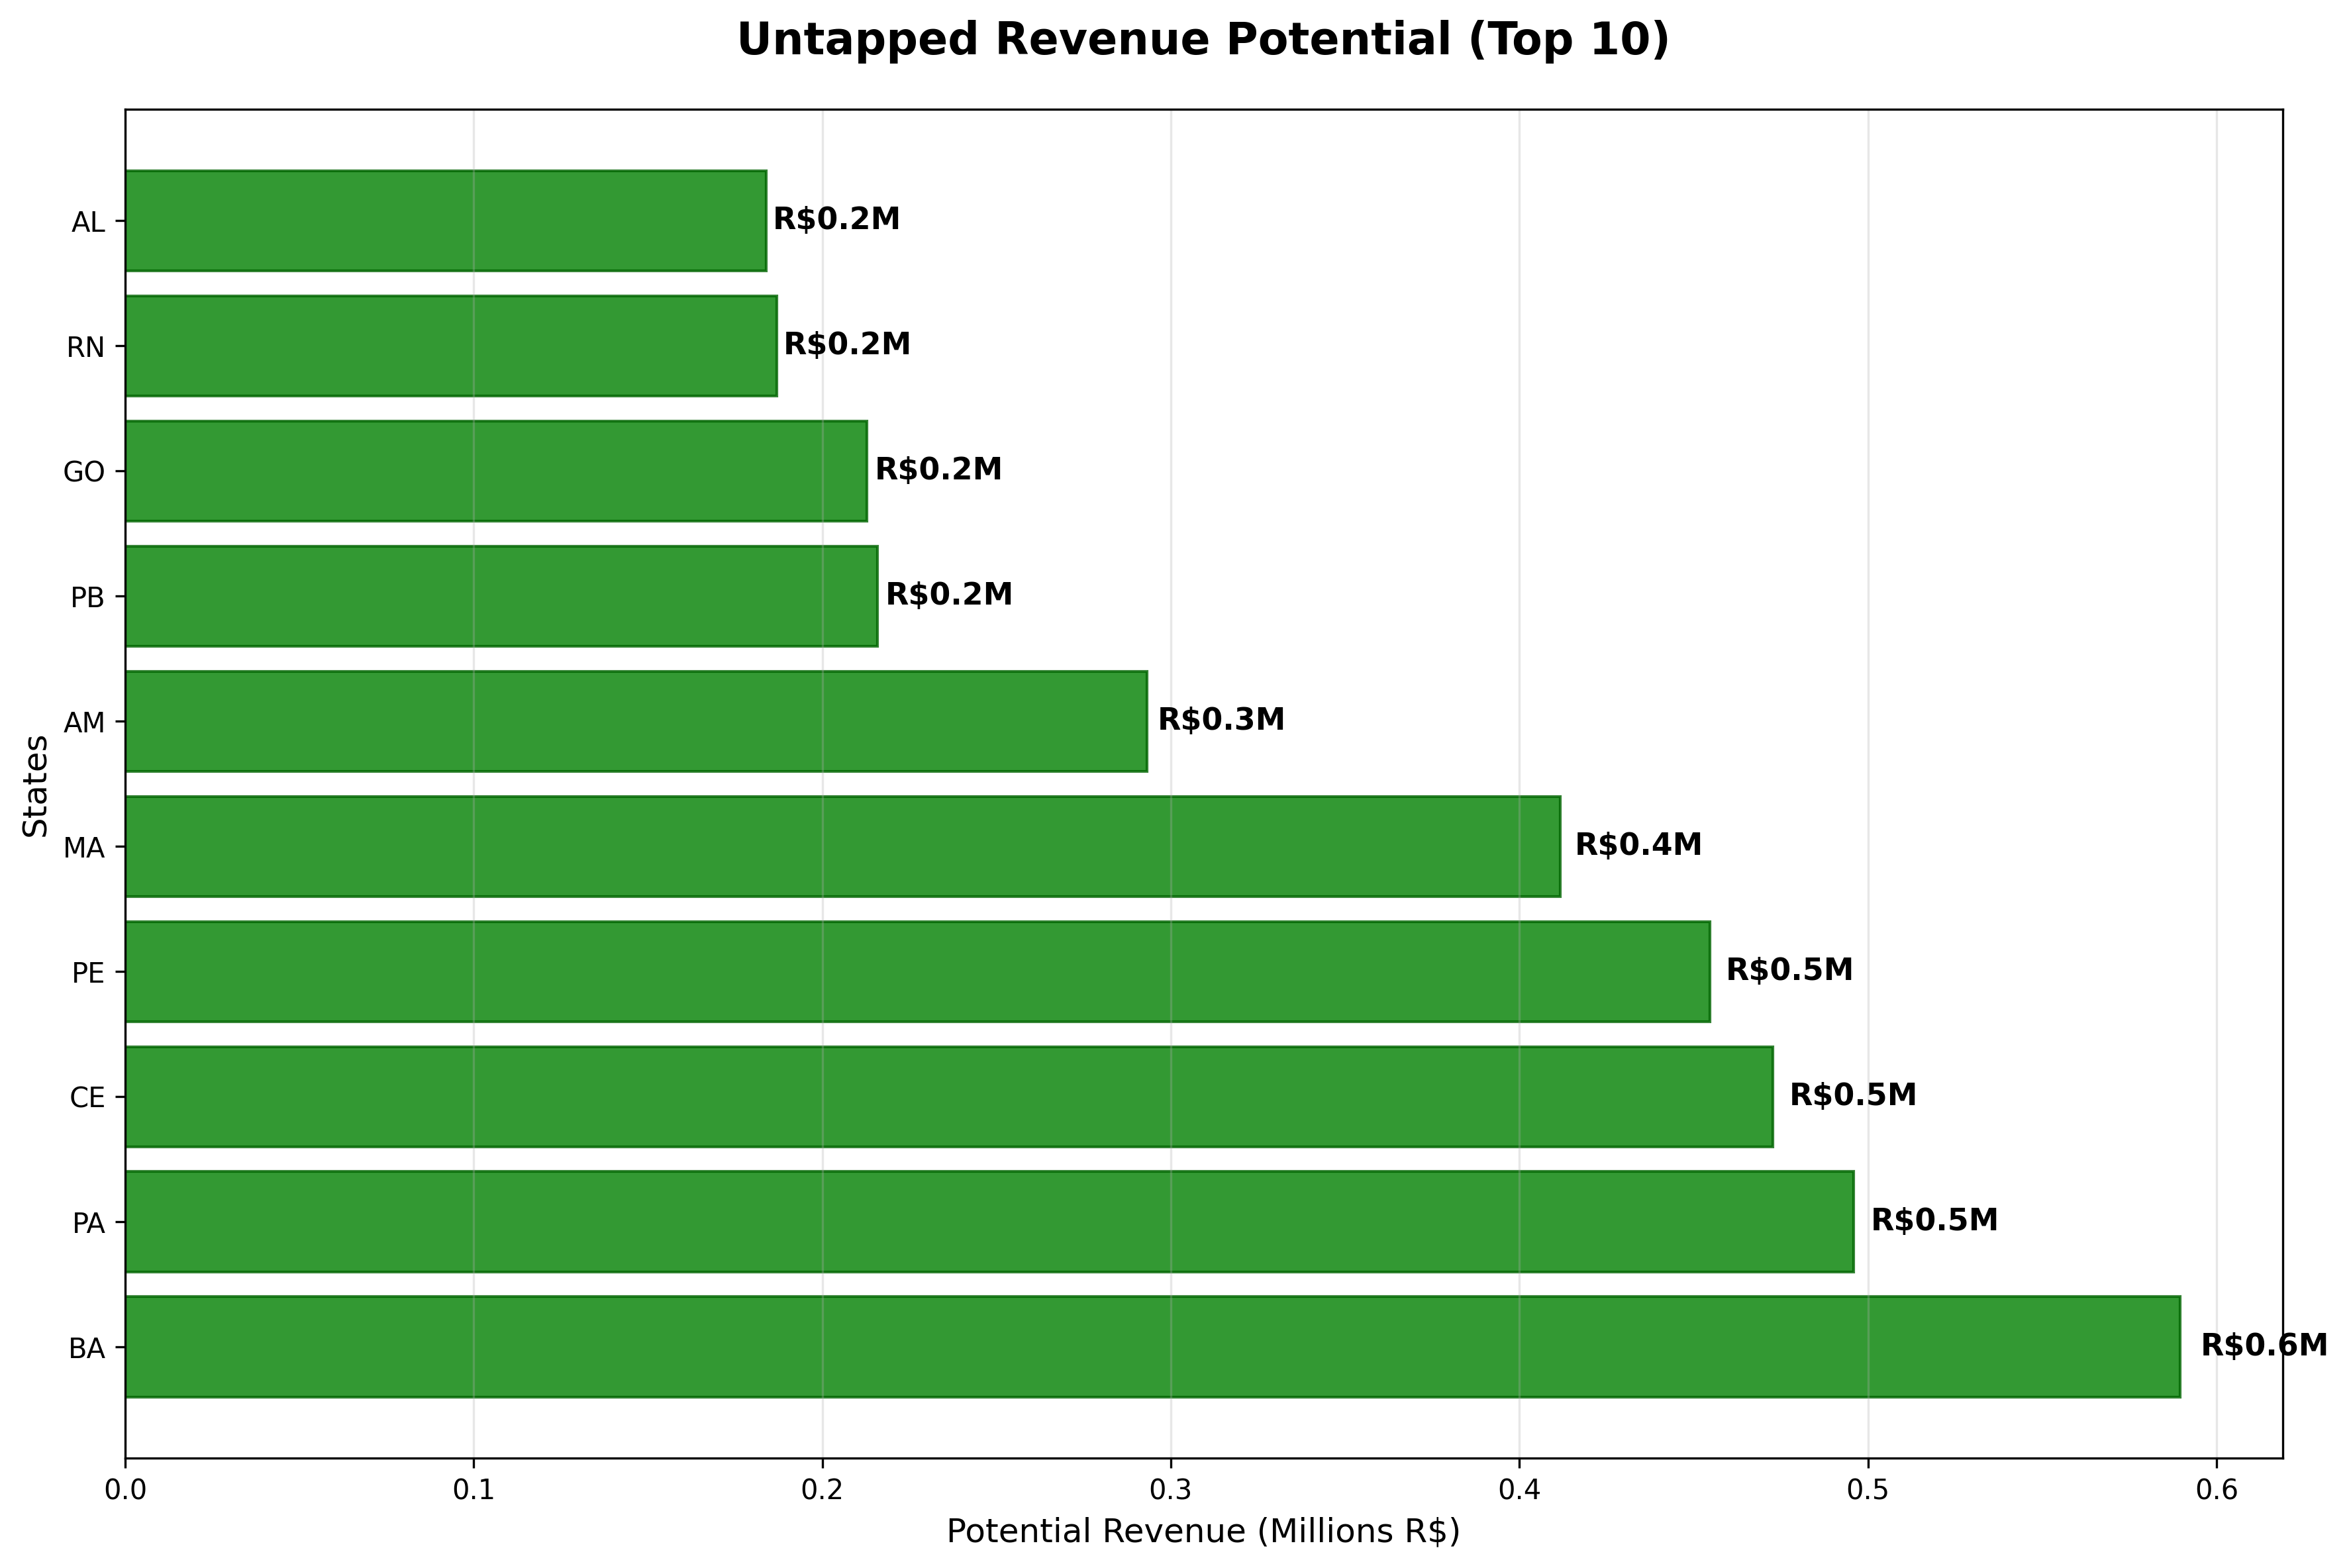 Untapped Revenue Potential (Top 10)
States
AL
R$0.2M
RN
R$0.2M
GO
R$0.2M
PB
R$0.2M
AM
R$0.3M
MA
R$0.4M
PE
R$0.5M
CE
R$0.5M
PA
R$0.5M
BA
R$0.6M
0.0 0.1 0.2 0.3 0.4 0.5 0.6
Potential Revenue (Millions R$)